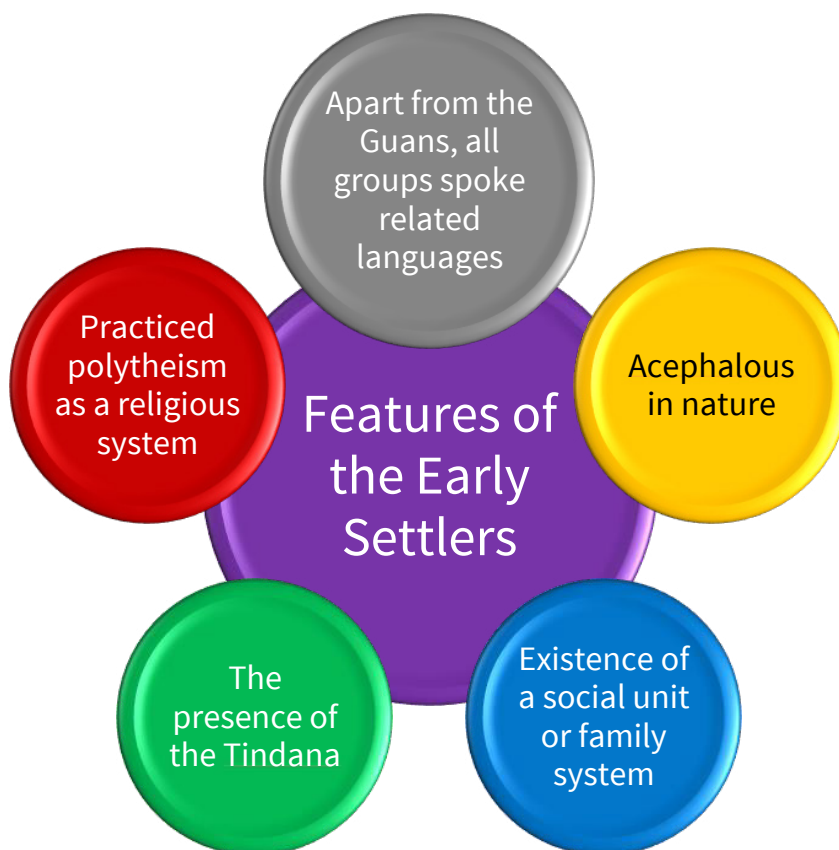 Apart from the
Guans, all
groups spoke
related
languages
Practiced
polytheism
as a religious
system
Acephalous
in nature
Features of
the Early
Settlers
The
presence of
the Tindana
Existence of
a social unit
or family
system